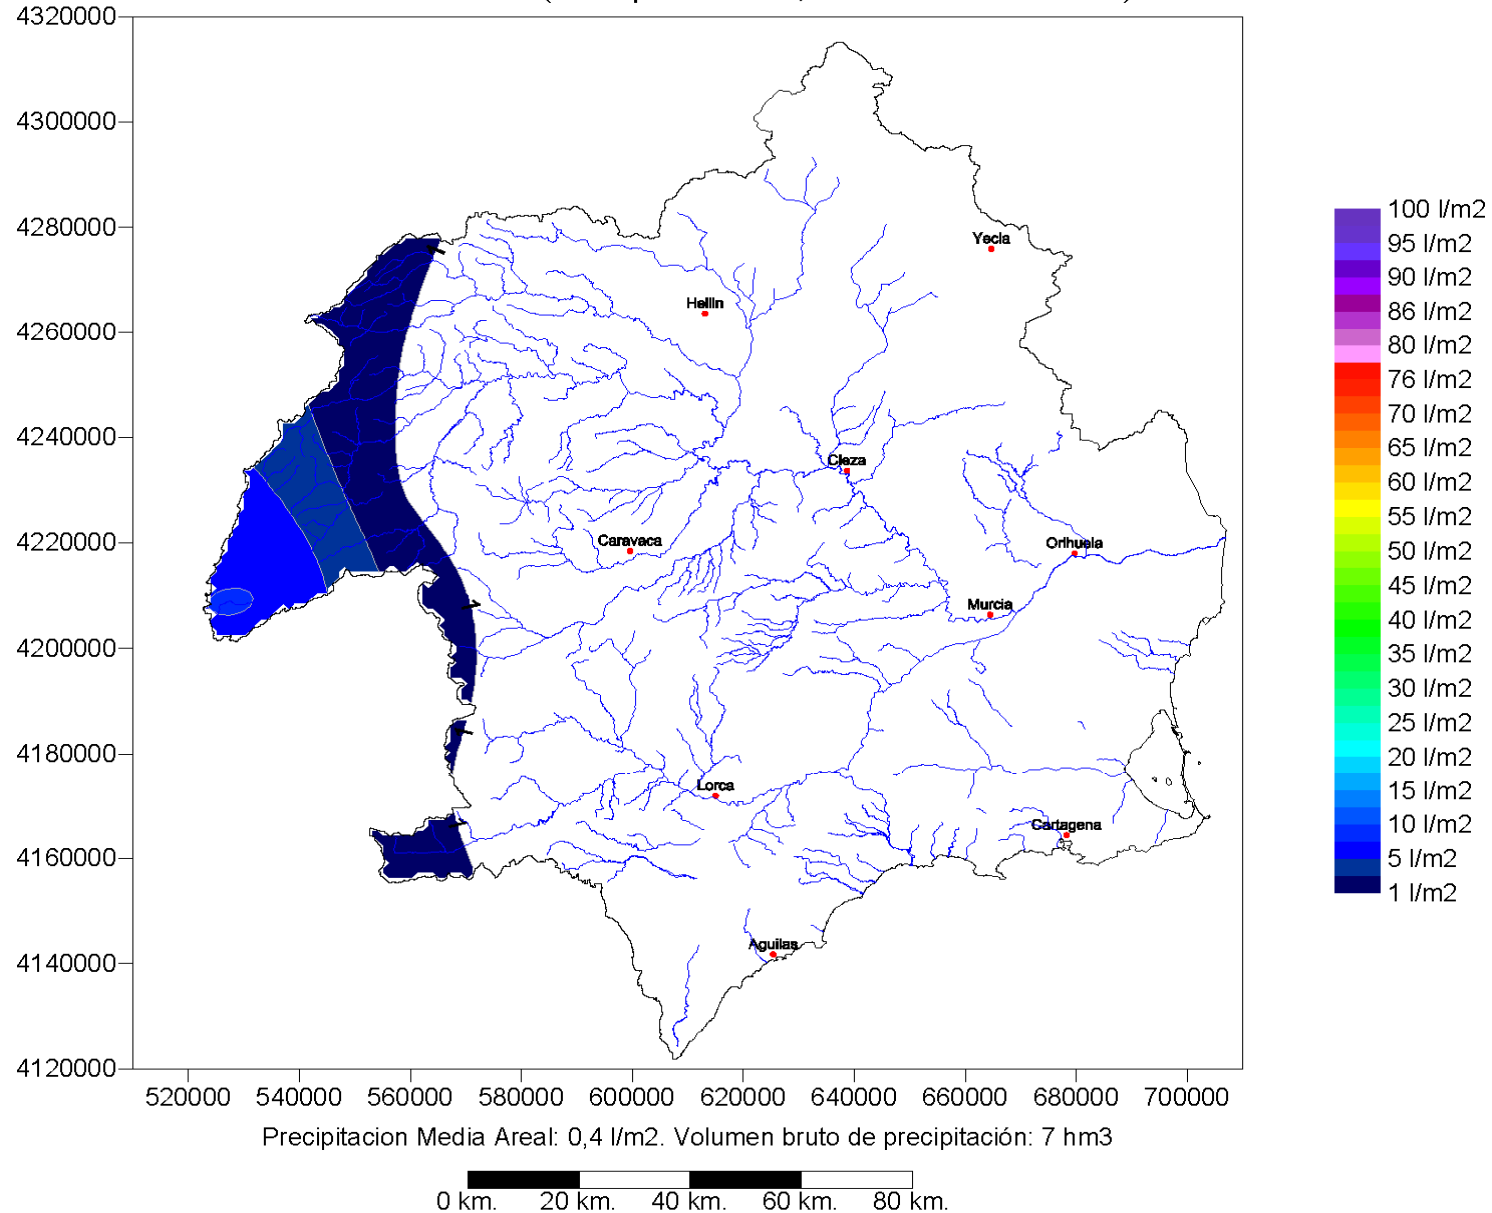 4320000
4300000
4280000
4260000
4240000
4220000
4200000
4180000
4160000
4140000
4120000
520000 540000 560000 580000 600000 620000 640000 660000 680000 700000
Yecla
Hellin
Cieza
Caravaca
Orihuela
Murcia
Lorca
Cartagena
Aguilas
1
1
1
1
100 l/m2
95 l/m2
90 l/m2
86 l/m2
80 l/m2
76 l/m2
70 l/m2
65 l/m2
60 l/m2
55 l/m2
50 l/m2
45 l/m2
40 l/m2
35 l/m2
30 l/m2
25 l/m2
20 l/m2
15 l/m2
10 l/m2
5 l/m2
1 l/m2
Precipitacion Media Areal: 0,4 l/m2. Volumen bruto de precipitación: 7 hm3
0 km. 20 km. 40 km. 60 km. 80 km.